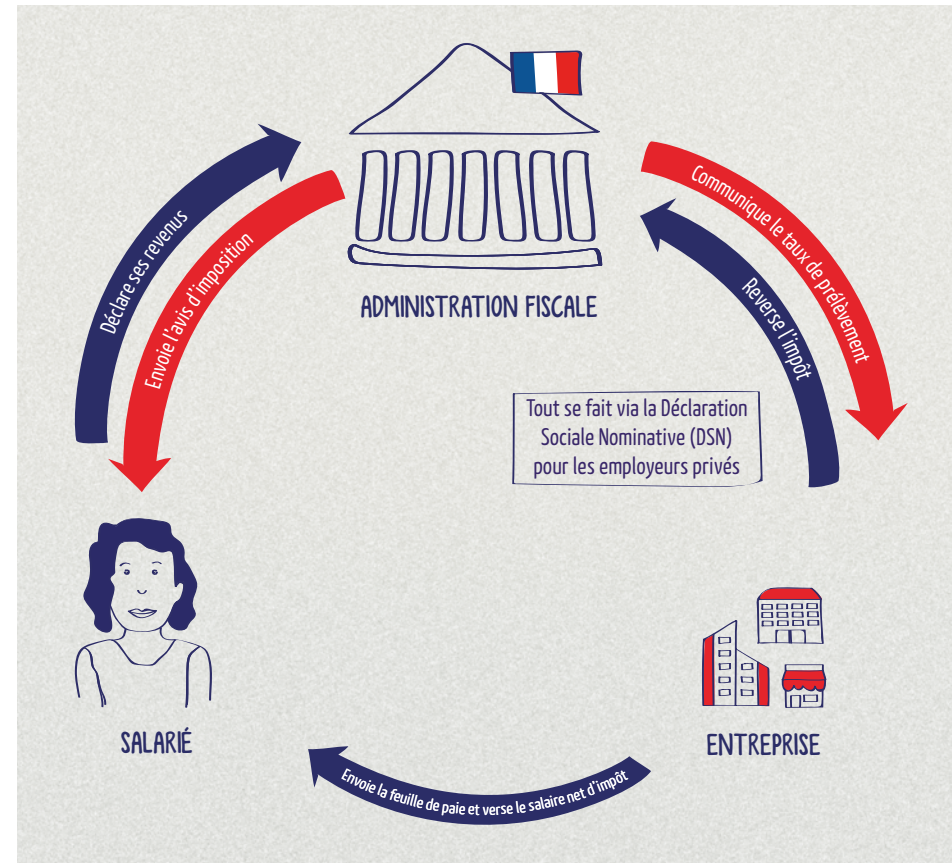 ADMINISTRATION FISCALE
Déclare ses revenus
Envoie l'avis d'imposition
Communique le taux de prélèvement
Reverse l'impôt
Tout se fait via la Déclaration
Sociale Nominative (DSN)
pour les employeurs privés
SALARIÉ
ENTREPRISE
Envoie la feuille de paie et verse le salaire net d'impôt